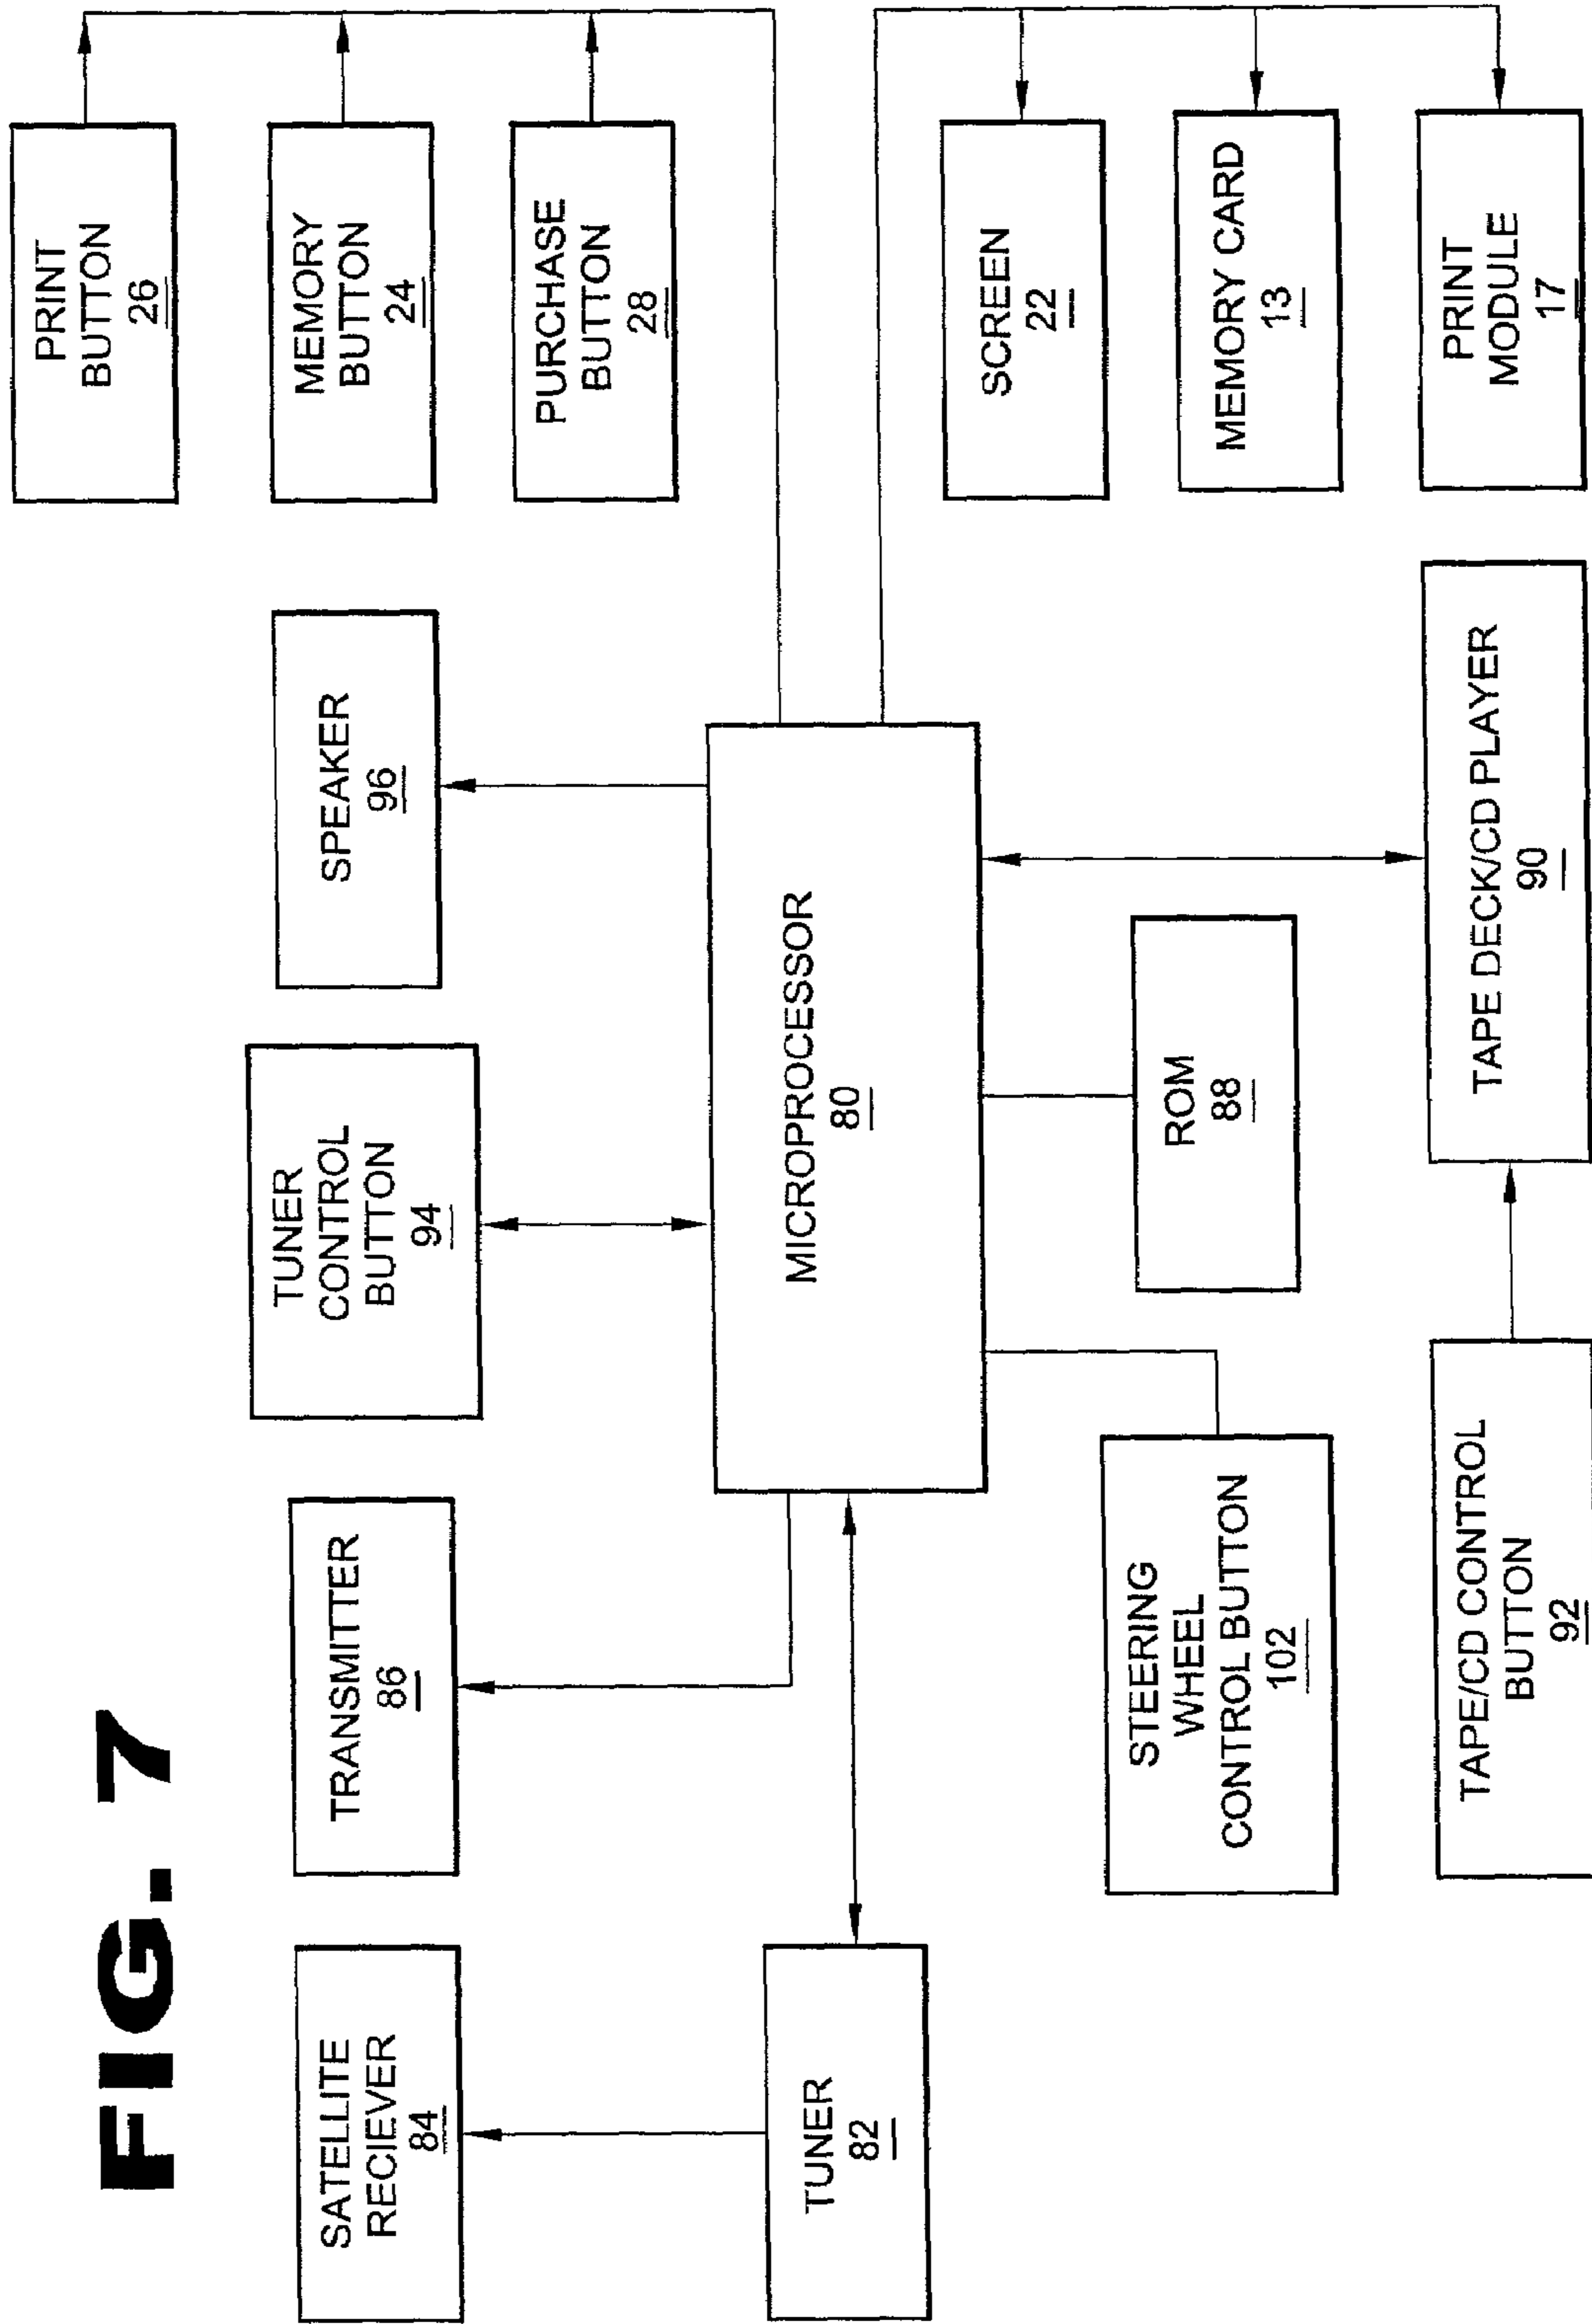 FIG. 7
SATELLITE
RECIEVER
84
TRANSMITTER
86
TUNER
CONTROL
BUTTON
94
SPEAKER
96
PRINT
BUTTON
26
MEMORY
BUTTON
24
PURCHASE
BUTTON
28
TUNER
82
MICROPROCESSOR
80
SCREEN
22
MEMORY CARD
13
PRINT
MODULE
17
STEERING
WHEEL
CONTROL BUTTON
102
ROM
88
TAPE/CD CONTROL
BUTTON
92
TAPE DECK/CD PLAYER
90